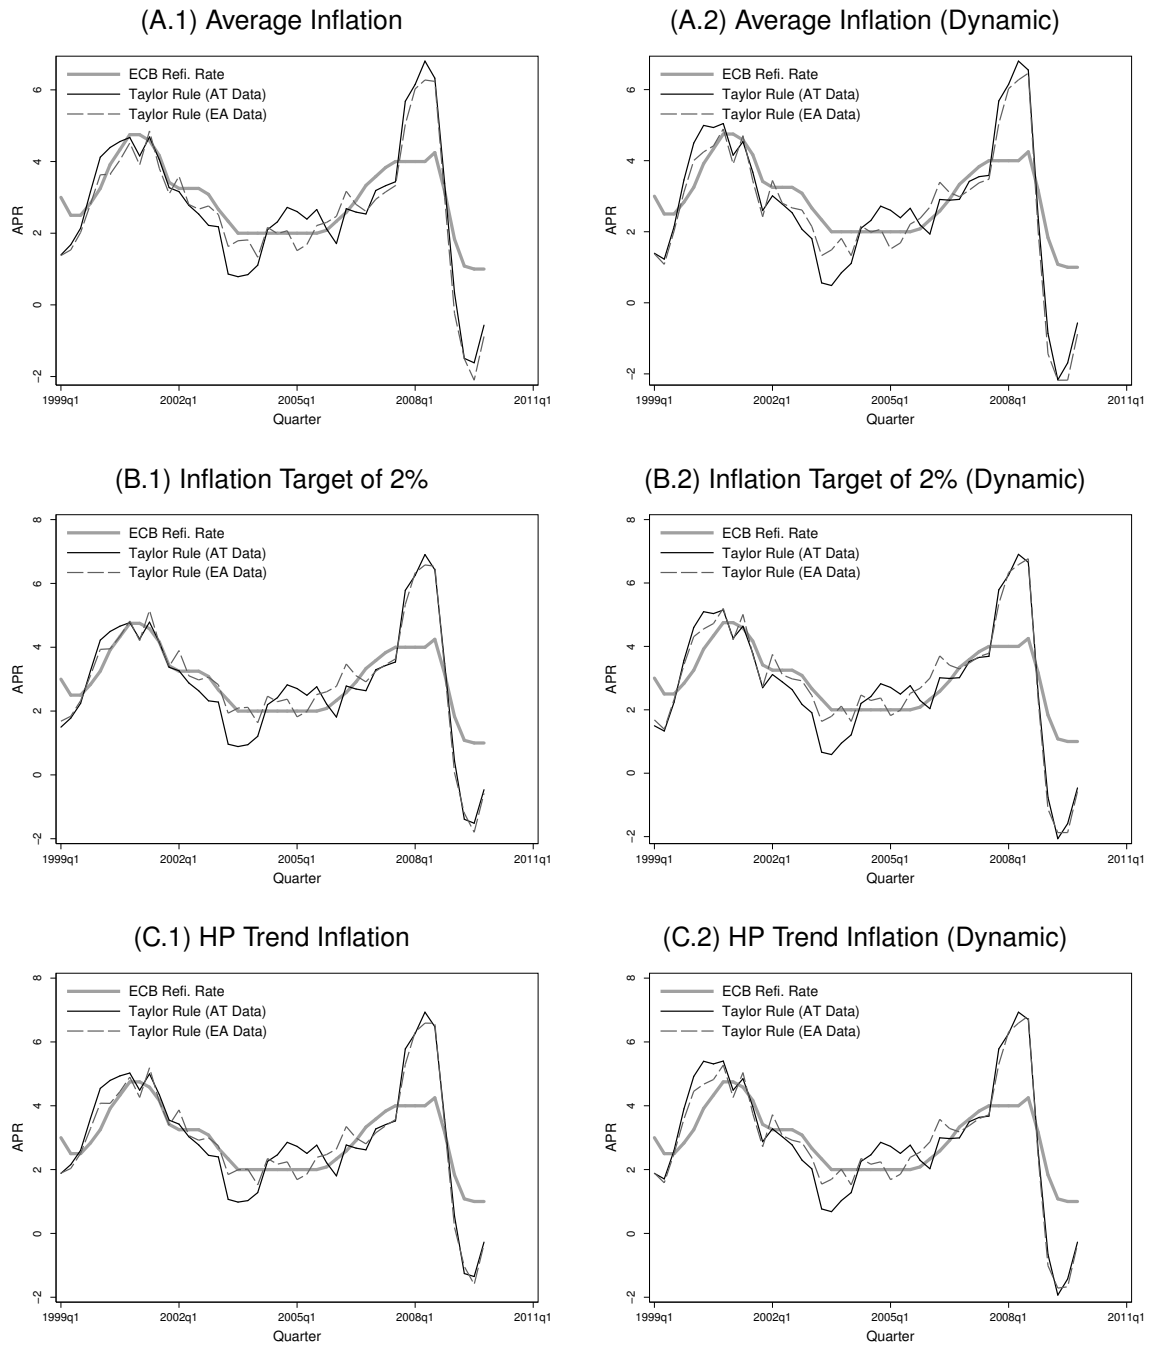 (A.1) Average Inflation
ECB Refi. Rate
Taylor Rule (AT Data)
Taylor Rule (EA Data)
APR
6
4
2
0
−2
1999q1 2002q1 2005q1 2008q1 2011q1
Quarter
(A.2) Average Inflation (Dynamic)
ECB Refi. Rate
Taylor Rule (AT Data)
Taylor Rule (EA Data)
APR
6
4
2
0
−2
1999q1 2002q1 2005q1 2008q1 2011q1
Quarter
(B.1) Inflation Target of 2%
ECB Refi. Rate
Taylor Rule (AT Data)
Taylor Rule (EA Data)
APR
8
6
4
2
0
−2
1999q1 2002q1 2005q1 2008q1 2011q1
Quarter
(B.2) Inflation Target of 2% (Dynamic)
ECB Refi. Rate
Taylor Rule (AT Data)
Taylor Rule (EA Data)
APR
8
6
4
2
0
−2
1999q1 2002q1 2005q1 2008q1 2011q1
Quarter
(C.1) HP Trend Inflation
ECB Refi. Rate
Taylor Rule (AT Data)
Taylor Rule (EA Data)
APR
8
6
4
2
0
−2
1999q1 2002q1 2005q1 2008q1 2011q1
Quarter
(C.2) HP Trend Inflation (Dynamic)
ECB Refi. Rate
Taylor Rule (AT Data)
Taylor Rule (EA Data)
APR
8
6
4
2
0
−2
1999q1 2002q1 2005q1 2008q1 2011q1
Quarter